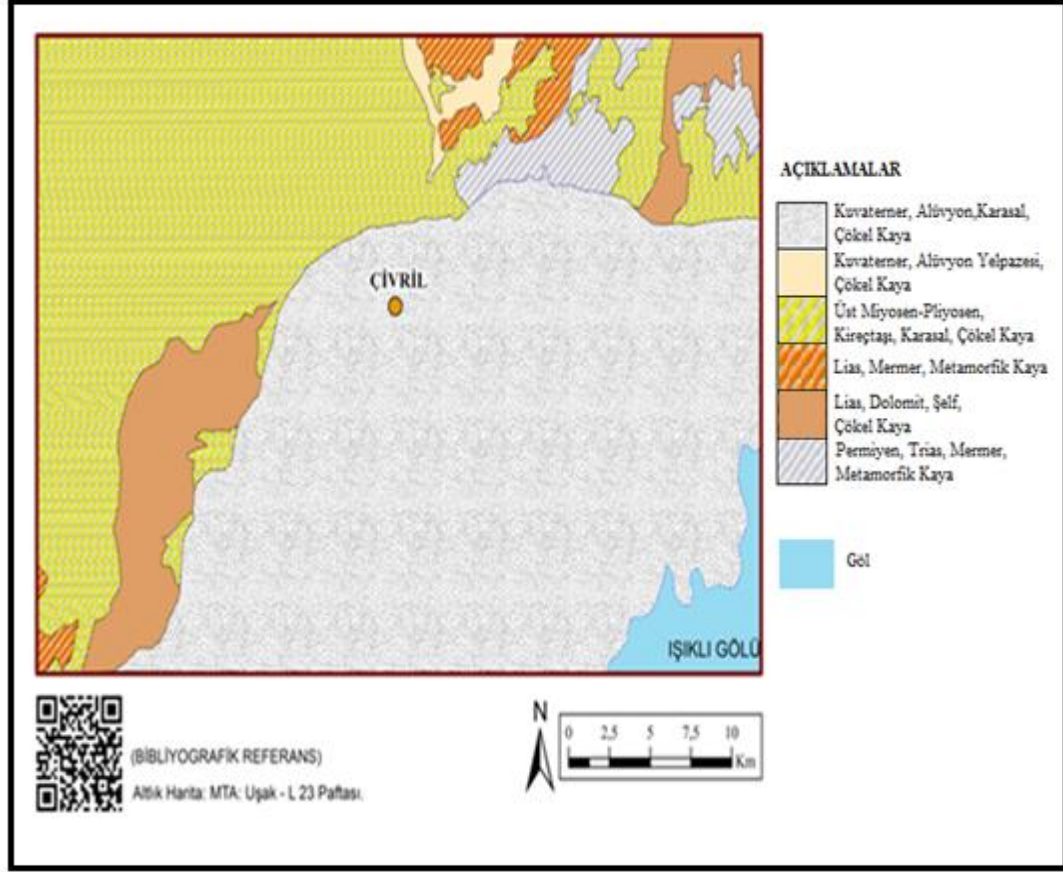 ÇİVRİL
IŞIKLI GÖLÜ
AÇIKLAMALAR
Kuvaterner, Alüvyon,Karasal,
Çökel Kaya
Kuvaterner, Alüvyon Yelpazesi,
Çökel Kaya
Üst Miyosen-Pliyosen,
Kireçtaşı, Karasal, Çökel Kaya
Lias, Mermer, Metamorfik Kaya
Lias, Dolomit, Şelf,
Çökel Kaya
Permiyen, Trias, Mermer,
Metamorfik Kaya
Göl
(BİBLİYOGRAFİK REFERANS)
Altlık Harita: MTA: Uşak - L 23 Paftası.
N
0 2,5 5 7,5 10
Km